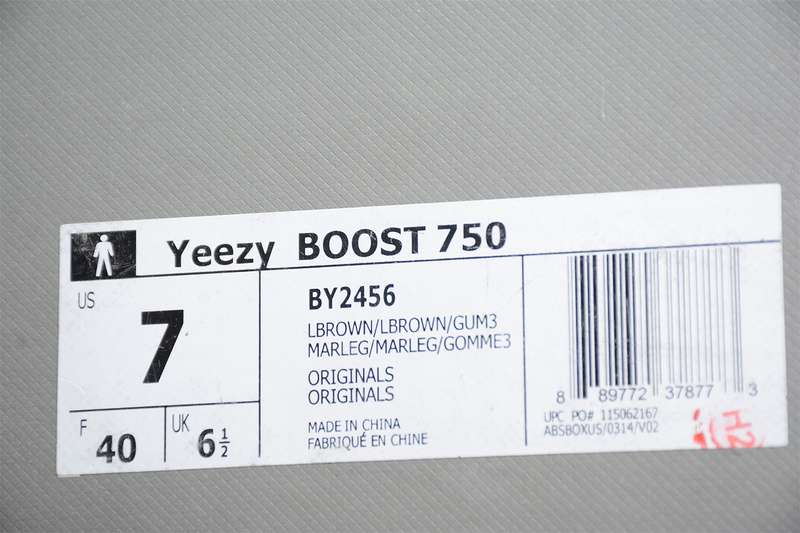 Yeezy BOOST 750
US
7
F
40
UK
6 1/2
BY2456
LBROWN/LBROWN/GUM3
MARLEG/MARLEG/GOMME3
ORIGINALS
ORIGINALS
MADE IN CHINA
FABRIQUÉ EN CHINE
8 89772 37877 3
UPC PO# 115062167
ABSBOXUS/0314/V02
H2